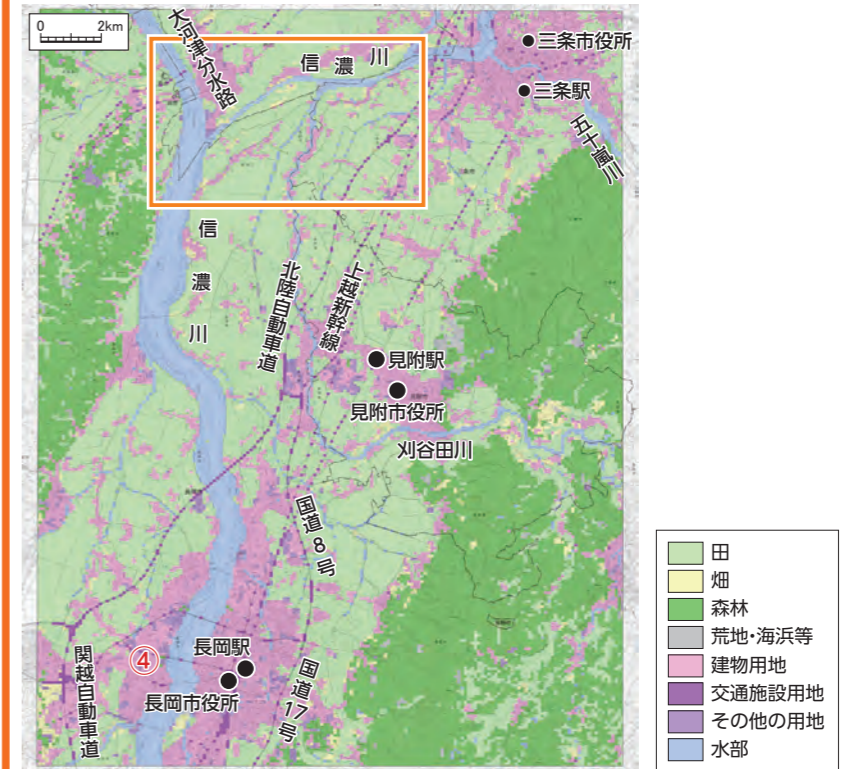 0 2km
大河津分水路
信濃川
三条市役所
三条駅
五十嵐川
信濃川
北陸自動車道
上越新幹線
見附駅
見附市役所
刈谷田川
国道8号
④
長岡駅
長岡市役所
関越自動車道
国道17号
田
畑
森林
荒地・海浜等
建物用地
交通施設用地
その他の用地
水部